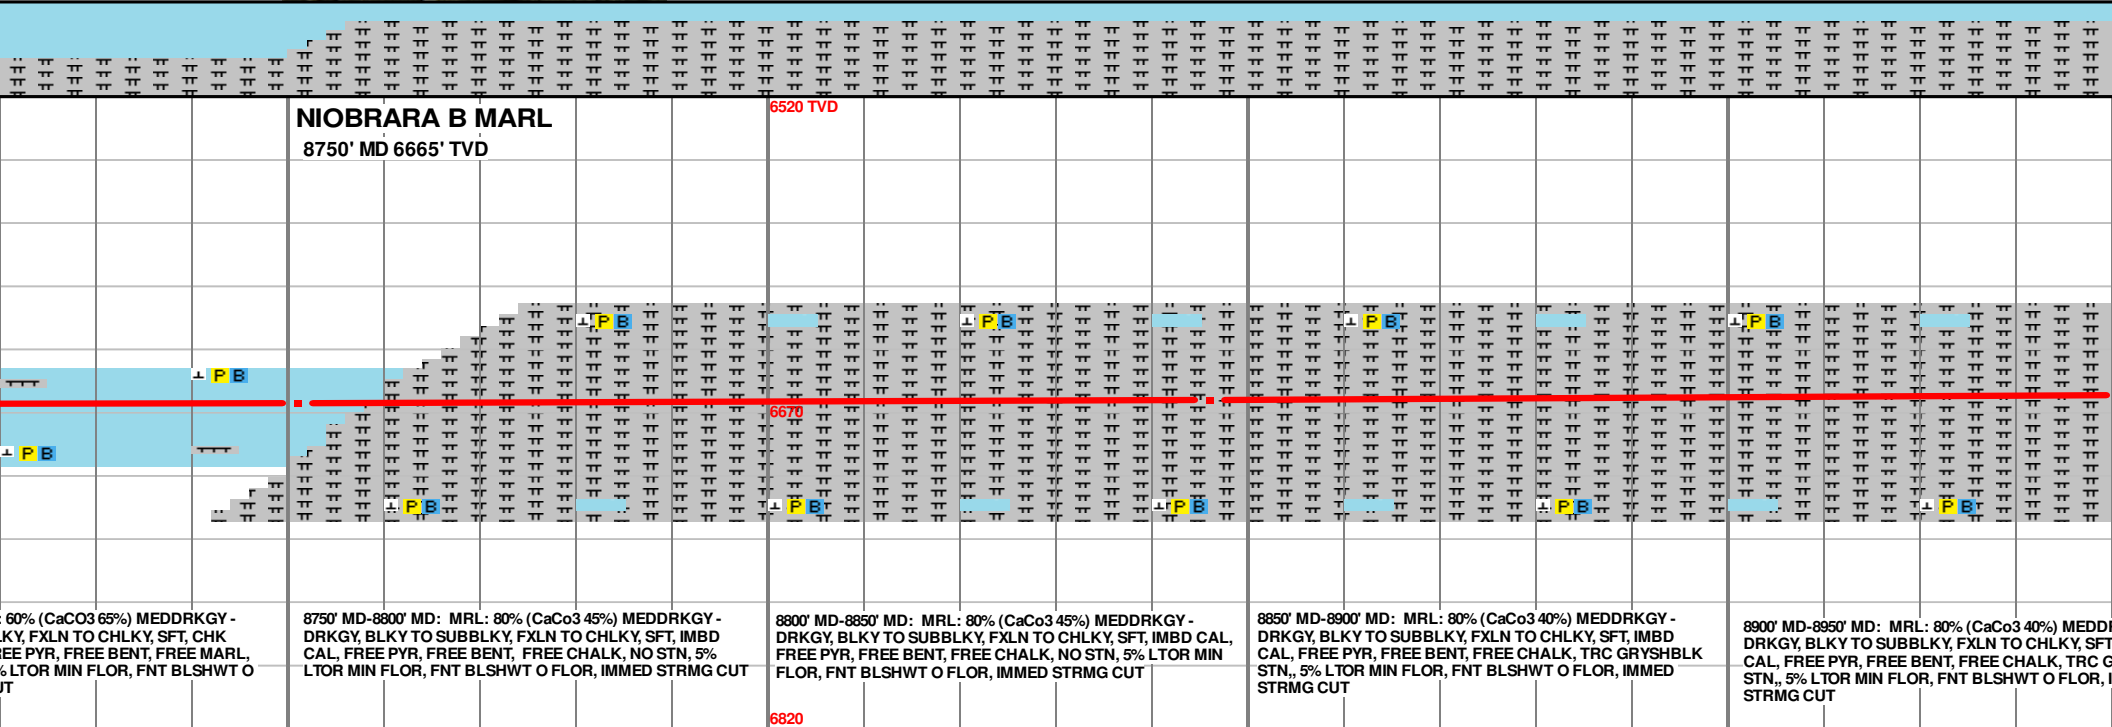 6520 TVD
NIOBRARA B MARL
8750' MD 6665' TVD
P B
P B
P B
P B
P B
P B
6670
P B
P B
P B
P B
P B
: 60% (CaCO3 65%) MEDDRKGY -
LKY, FXLN TO CHLKY, SFT, CHK
REE PYR, FREE BENT, FREE MARL,
% LTOR MIN FLOR, FNT BLSHWT O
UT
8750' MD-8800' MD: MRL: 80% (CaCo3 45%) MEDDRKGY -
DRKGY, BLKY TO SUBBLKY, FXLN TO CHLKY, SFT, IMBD
CAL, FREE PYR, FREE BENT, FREE CHALK, NO STN, 5%
LTOR MIN FLOR, FNT BLSHWT O FLOR, IMMED STRMG CUT
8800' MD-8850' MD: MRL: 80% (CaCo3 45%) MEDDRKGY -
DRKGY, BLKY TO SUBBLKY, FXLN TO CHLKY, SFT, IMBD CAL,
FREE PYR, FREE BENT, FREE CHALK, NO STN, 5% LTOR MIN
FLOR, FNT BLSHWT O FLOR, IMMED STRMG CUT
8850' MD-8900' MD: MRL: 80% (CaCo3 40%) MEDDRKGY -
DRKGY, BLKY TO SUBBLKY, FXLN TO CHLKY, SFT, IMBD
CAL, FREE PYR, FREE BENT, FREE CHALK, TRC GRYSHBLK
STN,, 5% LTOR MIN FLOR, FNT BLSHWT O FLOR, IMMED
STRMG CUT
8900' MD-8950' MD: MRL: 80% (CaCo3 40%) MEDDR
DRKGY, BLKY TO SUBBLKY, FXLN TO CHLKY, SFT
CAL, FREE PYR, FREE BENT, FREE CHALK, TRC G
STN,, 5% LTOR MIN FLOR, FNT BLSHWT O FLOR, I
STRMG CUT
6820